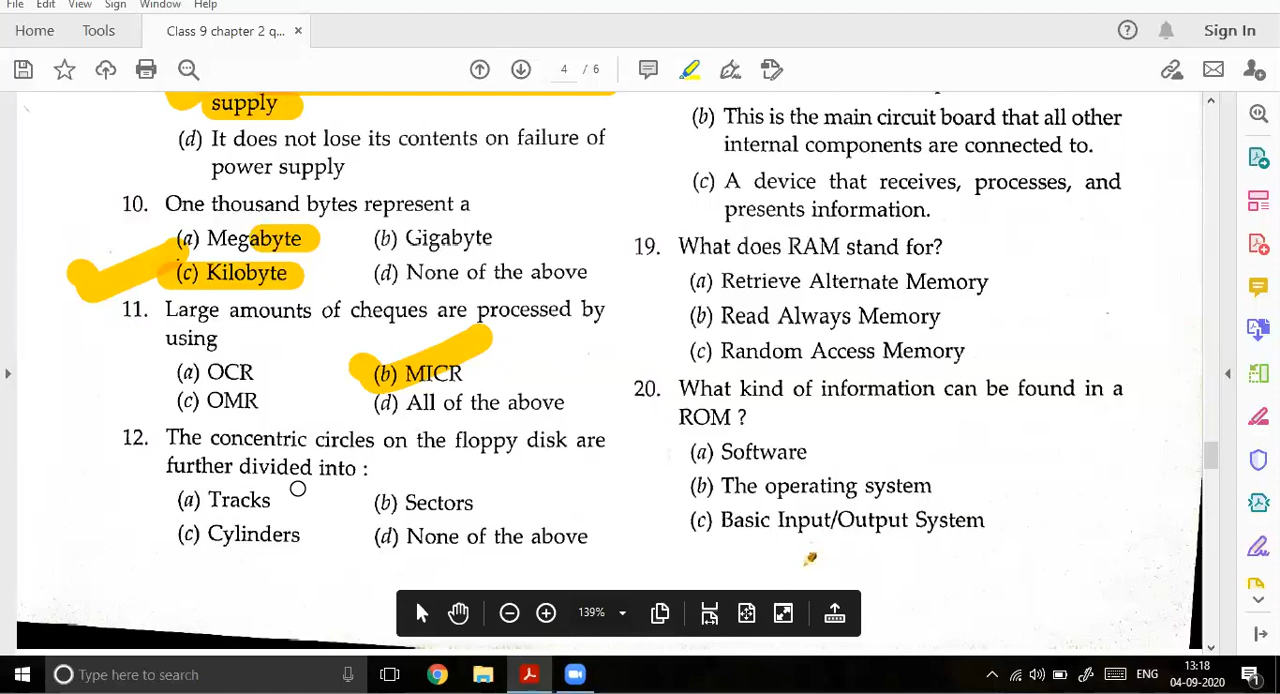 File Edit View Sign Window Help
Home Tools Class 9 chapter 2 q... × Sign In
4 / 6
supply
(d) It does not lose its contents on failure of
power supply
10. One thousand bytes represent a
(a) Megabyte (b) Gigabyte
(c) Kilobyte (d) None of the above
11. Large amounts of cheques are processed by
using
(a) OCR (b) MICR
(c) OMR (d) All of the above
12. The concentric circles on the floppy disk are
further divided into :
(a) Tracks (b) Sectors
(c) Cylinders (d) None of the above
(b) This is the main circuit board that all other
internal components are connected to.
(c) A device that receives, processes, and
presents information.
19. What does RAM stand for?
(a) Retrieve Alternate Memory
(b) Read Always Memory
(c) Random Access Memory
20. What kind of information can be found in a
ROM ?
(a) Software
(b) The operating system
(c) Basic Input/Output System
139%
Type here to search
ENG
13:18
04-09-2020
1